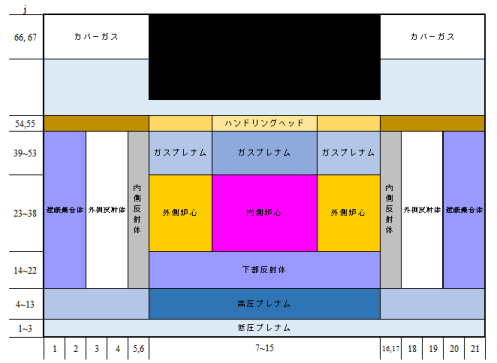 j
66, 67
カバーガス
カバーガス
54,55
ハンドリングヘッド
39~53
ガスプレナム
ガスプレナム
ガスプレナム
23~38
遮蔽集合体
外側反射体
内側反射体
外側炉心
内側炉心
外側炉心
内側反射体
外側反射体
遮蔽集合体
14~22
下部反射体
4~13
高圧プレナム
1~3
低圧プレナム
1
2
3
4
5,6
7~15
16,17
18
19
20
21